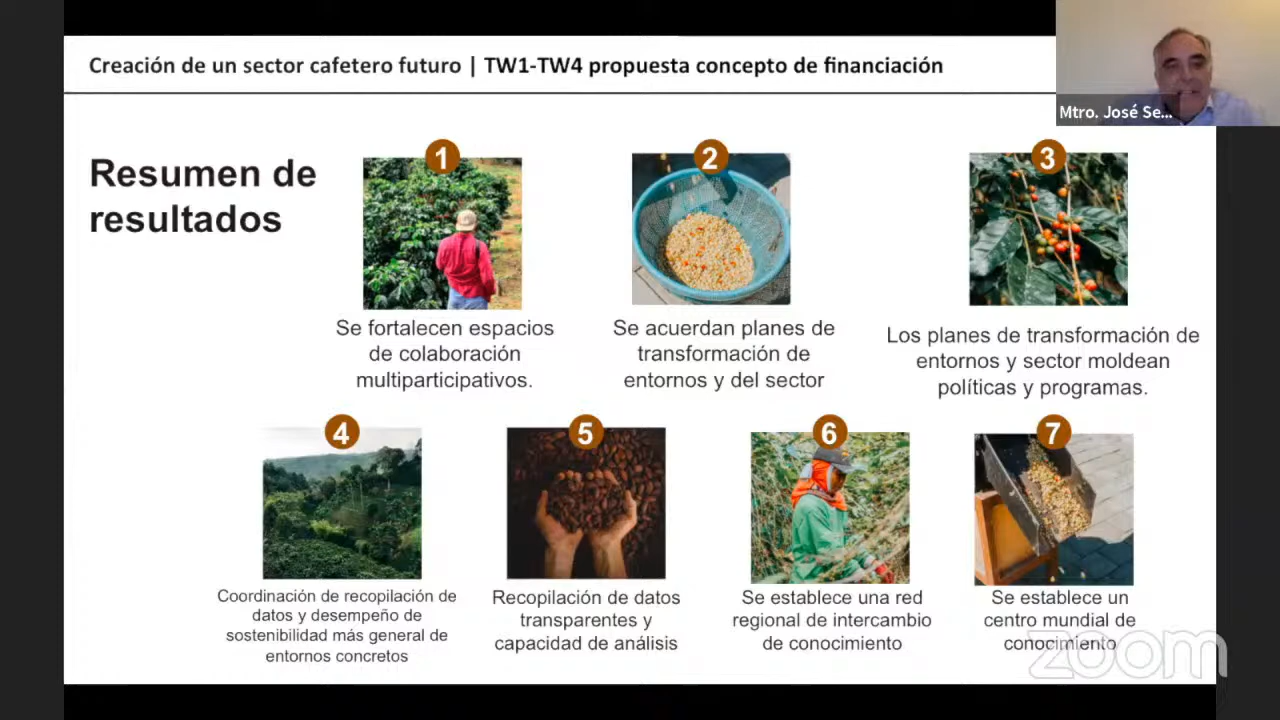 Creación de un sector cafetero futuro | TW1-TW4 propuesta concepto de financiación
Mtro. José Se...
Resumen de
resultados
1
Se fortalecen espacios
de colaboración
multiparticipativos.
2
Se acuerdan planes de
transformación de
entornos y del sector
3
Los planes de transformación de
entornos y sector moldean
políticas y programas.
4
Coordinación de recopilación de
datos y desempeño de
sostenibilidad más general de
entornos concretos
5
Recopilación de datos
transparentes y
capacidad de análisis
6
Se establece una red
regional de intercambio
de conocimiento
7
Se establece un
centro mundial de
conocimiento
zoom